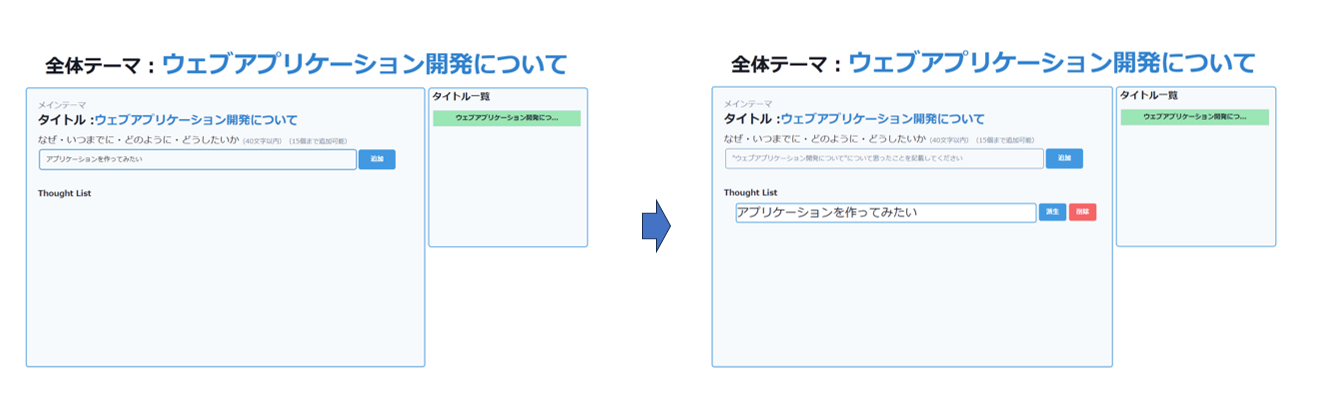 全体テーマ：ウェブアプリケーション開発について
メインテーマ
タイトル :ウェブアプリケーション開発について
なぜ・いつまでに・どのように・どうしたいか (40文字以内) (15個まで追加可能)
アプリケーションを作ってみたい
追加
Thought List
タイトル一覧
ウェブアプリケーション開発につ...
全体テーマ：ウェブアプリケーション開発について
メインテーマ
タイトル :ウェブアプリケーション開発について
なぜ・いつまでに・どのように・どうしたいか (40文字以内) (15個まで追加可能)
"ウェブアプリケーション開発について"について思ったことを記載してください
追加
Thought List
アプリケーションを作ってみたい
派生
削除
タイトル一覧
ウェブアプリケーション開発につ...